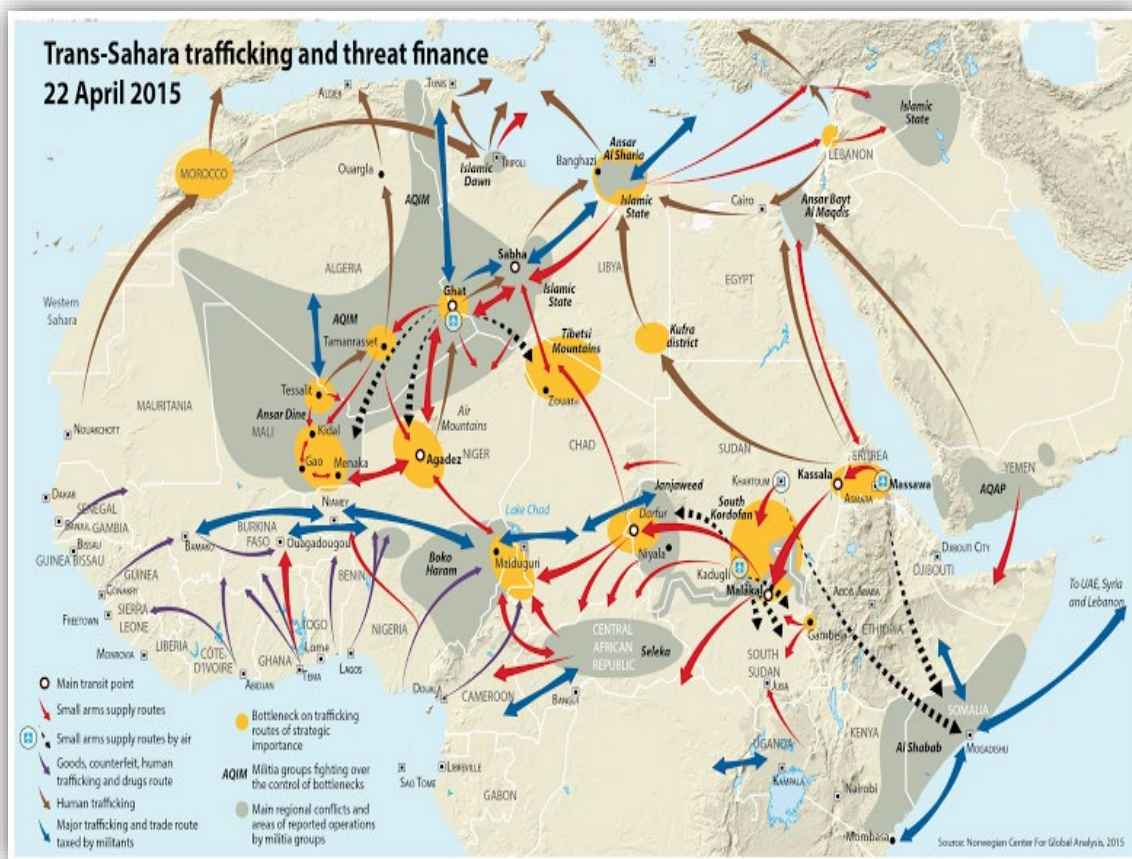 Trans-Sahara trafficking and threat finance
22 April 2015
ALGER
TUNIS
MOROCCO
Ouargla
Islamic
Dawn
TRIPOLI
Banghazi
Ansar
Al Sharia
Islamic
State
Islamic
State
LEBANON
Cairo
Ansar Bayt
Al Maqdis
AQIM
ALGERIA
Sabha
LIBYA
EGYPT
Western
Sahara
Ghat
Islamic
State
AQIM
Tamanrasset
Tibetsi
Mountains
Kufra
district
Tessalit
Zouara
MAURITANIA
Ansar Dine
MALI
Kidal
Air
Mountains
NOUAKCHOTT
Gao
Menaka
Agadez
NIGER
CHAD
SUDAN
ERITREA
YEMEN
Kassala
Massawa
ASMARA
AQAP
DAKAR
SENEGAL
BANJUL
GAMBIA
BISSAU
GUINEA BISSAU
NIAMEY
BURKINA
FASO
Ouagadougou
BAMAKO
Lake Chad
Janjaweed
KHARTOUM
Darfur
South
Kordofan
Niyala
Boko
Haram
Maiduguri
Kadugli
Malakal
DJIBOUTI CITY
DJIBOUTI
GUINEA
CONAKRY
BENIN
ADDIS ABABA
To UAE, Syria
and Lebanon
FREETOWN
SIERRA
LEONE
TOGO
NIGERIA
Gambela
ETHIOPIA
MONROVIA
LIBERIA
CÔTE
D'IVOIRE
GHANA
Lome
LAGOS
CENTRAL
AFRICAN
REPUBLIC
Seleka
SOUTH
SUDAN
ABIDJAN
TEMA
DOUALA
CAMEROON
BANGUI
JUBA
SOMALIA
Al Shabab
MOGADISHU
KENYA
UGANDA
KAMPALA
Nairobi
Mombasa
SAO TOME
LIBREVILLE
GABON
Main transit point
Small arms supply routes
Small arms supply routes by air
Goods, counterfeit, human
trafficking and drugs route
Human trafficking
Major trafficking and trade route
taxed by militants
Bottleneck on trafficking
routes of strategic
importance
AQIM Militia groups fighting over
the control of bottlenecks
Main regional conflicts and
areas of reported operations
by militia groups
Source: Norwegian Center For Global Analysis, 2015